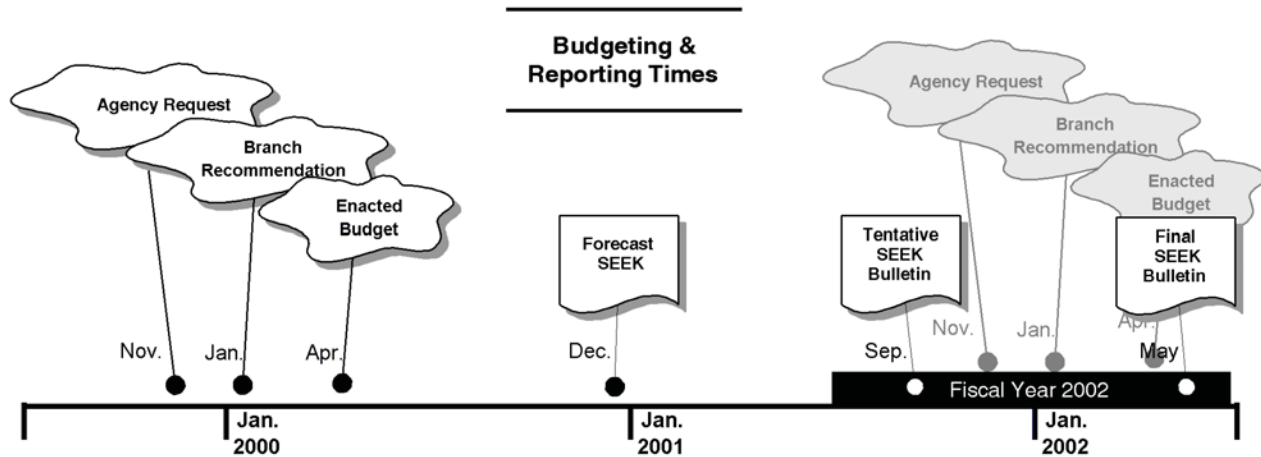 Budgeting &
Reporting Times
Agency Request
Branch
Recommendation
Enacted
Budget
Forecast
SEEK
Tentative
SEEK
Bulletin
Agency Request
Branch
Recommendation
Enacted
Budget
Final
SEEK
Bulletin
Nov.
Jan.
Apr.
Dec.
Sep.
Nov.
Jan.
Apr.
May
Fiscal Year 2002
Jan.
2000
Jan.
2001
Jan.
2002